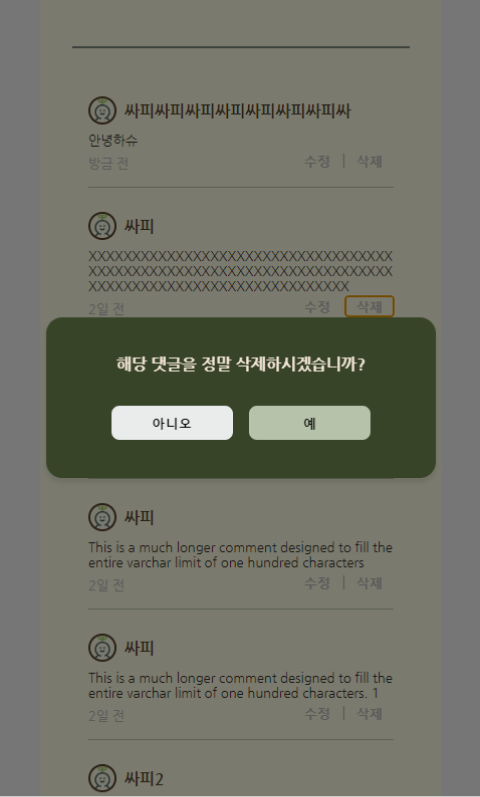 싸피싸피싸피싸피싸피싸피싸피싸
안녕하슈
방금 전
수정 | 삭제
싸피
XXXXXXXXXXXXXXXXXXXXXXXXXXXXXXXXXXX
XXXXXXXXXXXXXXXXXXXXXXXXXXXXXXXXXXX
XXXXXXXXXXXXXXXXXXXXXXXXXXXXXX
2일 전
수정 | 삭제
해당 댓글을 정말 삭제하시겠습니까?
아니오
예
싸피
This is a much longer comment designed to fill the
entire varchar limit of one hundred characters
2일 전
수정 | 삭제
싸피
This is a much longer comment designed to fill the
entire varchar limit of one hundred characters. 1
2일 전
수정 | 삭제
싸피2